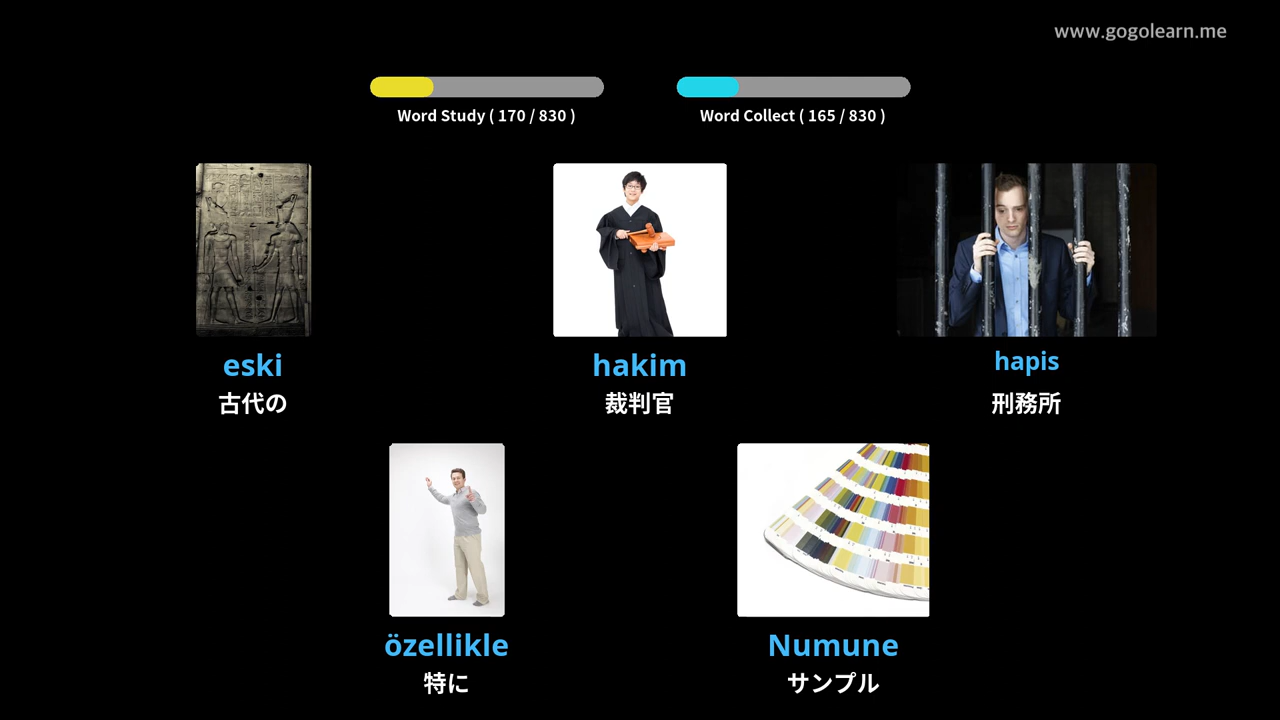 www.gogolearn.me
Word Study ( 170 / 830 )
Word Collect ( 165 / 830 )
eski
古代の
hakim
裁判官
hapis
刑務所
özellikle
特に
Numune
サンプル